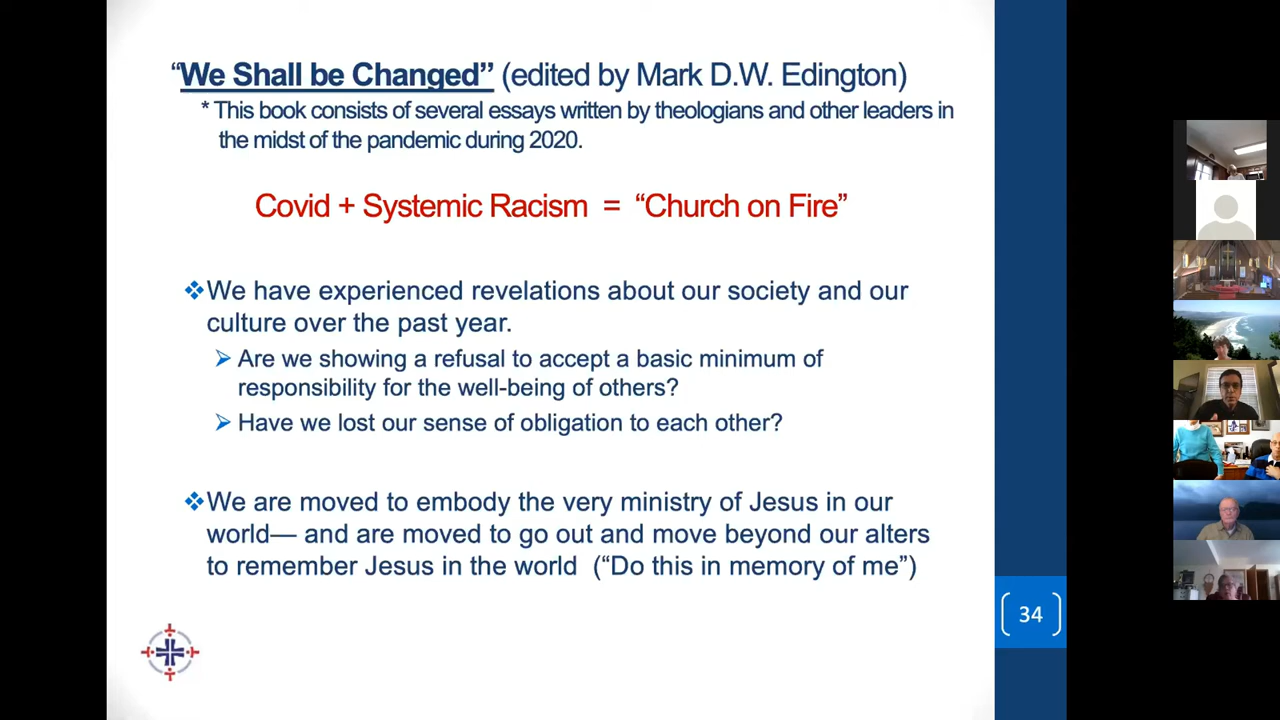 “We Shall be Changed” (edited by Mark D.W. Edington)
* This book consists of several essays written by theologians and other leaders in
the midst of the pandemic during 2020.
Covid + Systemic Racism = “Church on Fire”
❖We have experienced revelations about our society and our
culture over the past year.
➢ Are we showing a refusal to accept a basic minimum of
responsibility for the well-being of others?
➢ Have we lost our sense of obligation to each other?
❖We are moved to embody the very ministry of Jesus in our
world— and are moved to go out and move beyond our alters
to remember Jesus in the world (“Do this in memory of me”)
34